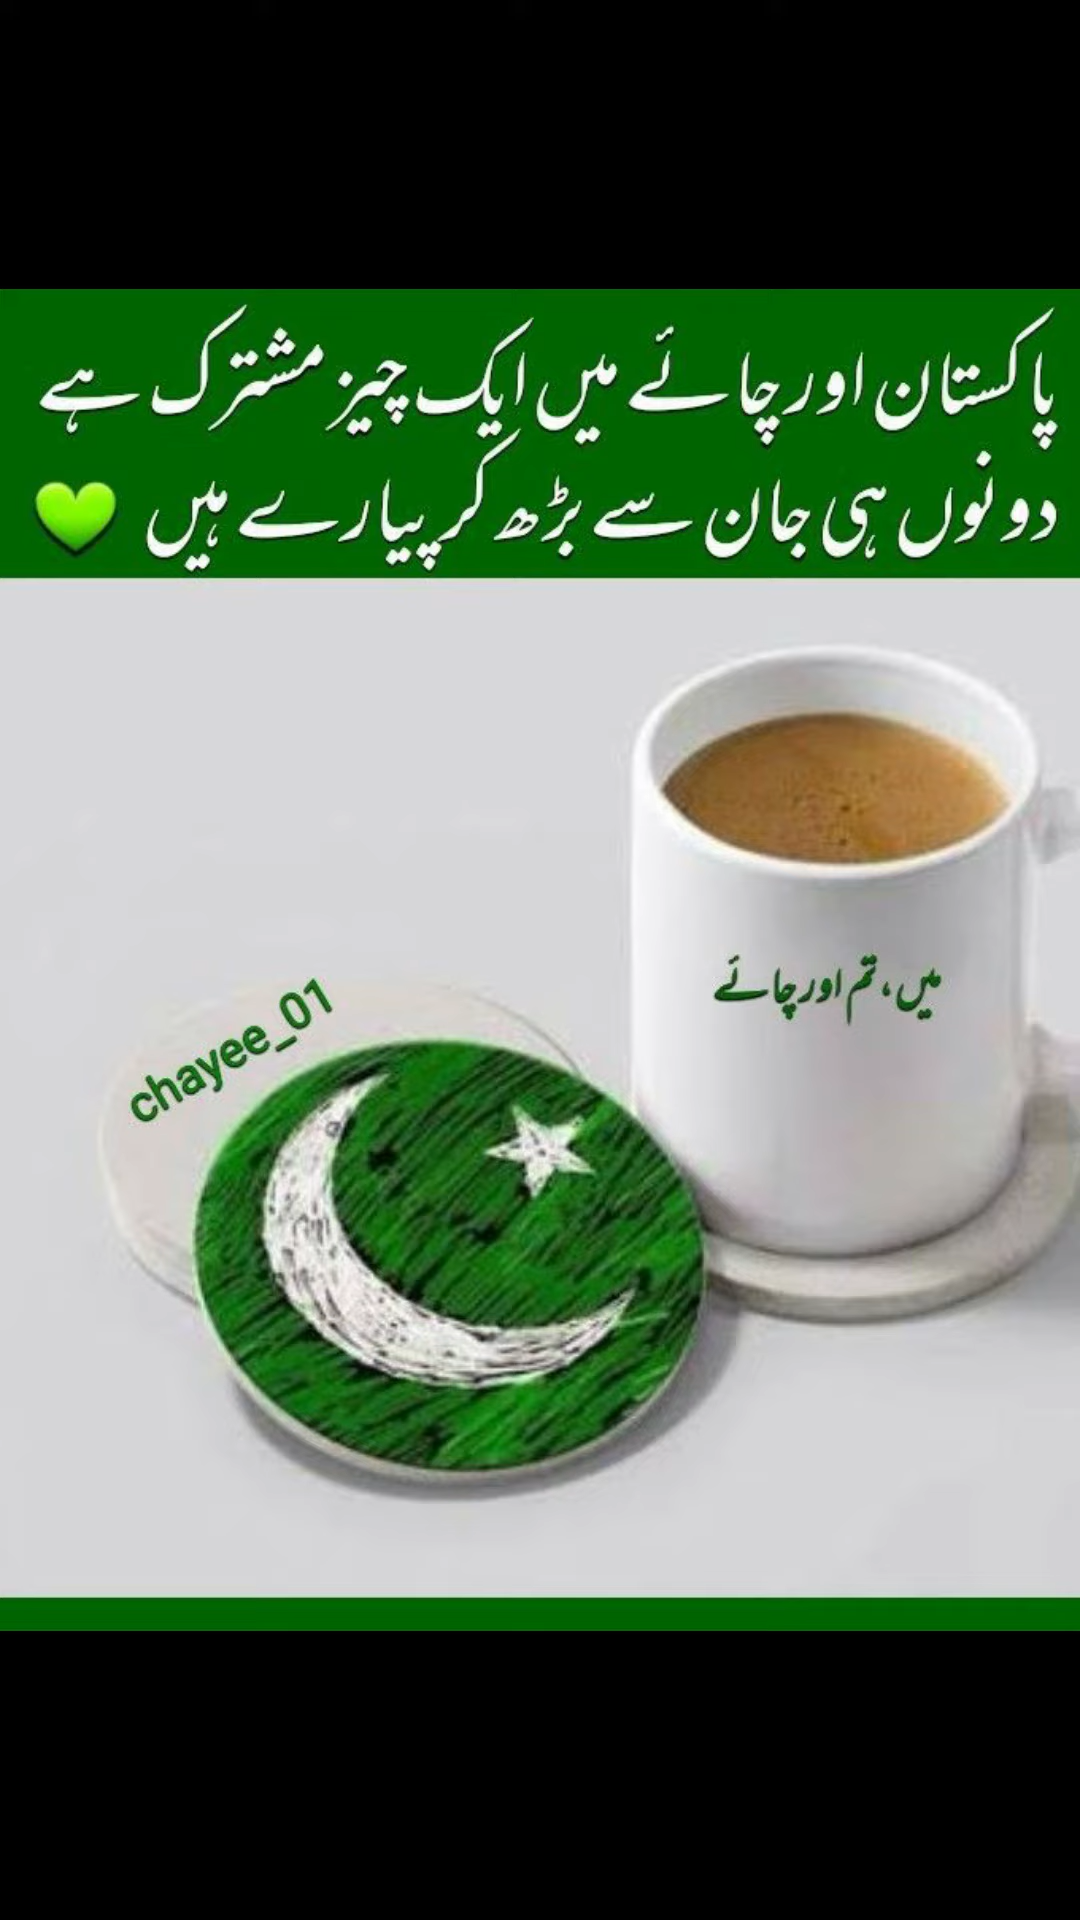 پاکستان اور چائے میں ایک چیز مشترک ہے
دونوں ہی جان سے بڑھ کر پیارے ہیں 💚
میں، تم اور چائے
chayee_01